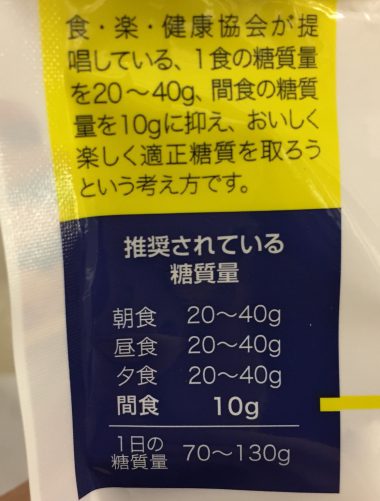 食・楽・健康協会が提
唱している、1食の糖質量
を20〜40g、間食の糖質
量を10gに抑え、おいしく
楽しく適正糖質を取ろう
という考え方です。
推奨されている
糖質量
朝食 20〜40g
昼食 20〜40g
夕食 20〜40g
間食 10g
1日の
糖質量 70〜130g